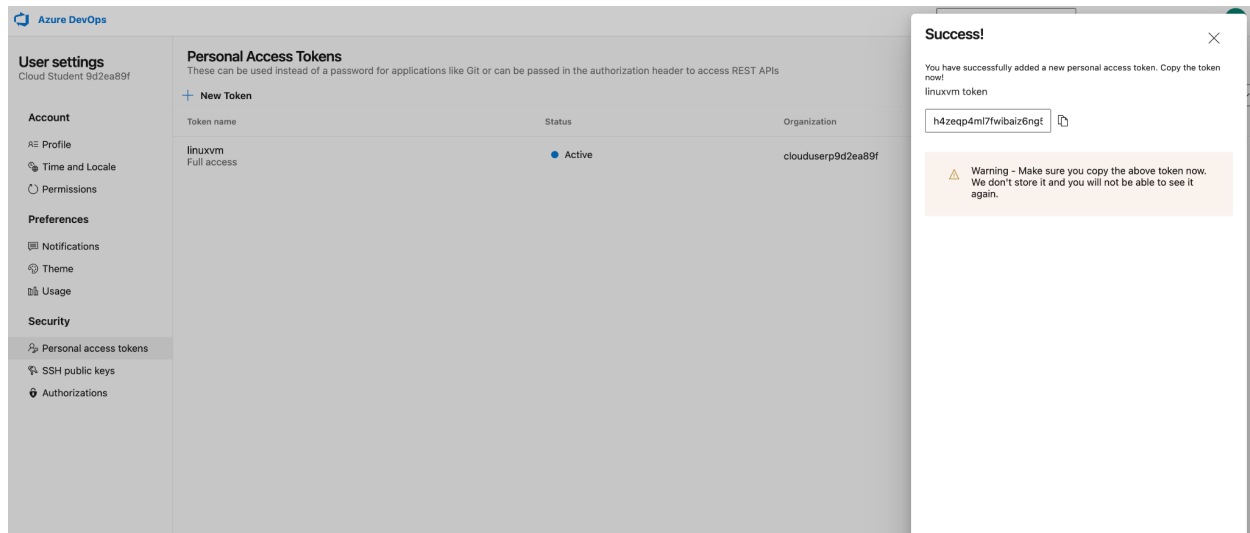 Azure DevOps
User settings
Cloud Student 9d2ea89f
Account
Profile
Time and Locale
Permissions
Preferences
Notifications
Theme
Usage
Security
Personal access tokens
SSH public keys
Authorizations
Personal Access Tokens
These can be used instead of a password for applications like Git or can be passed in the authorization header to access REST APIs
New Token
Token name Status Organization
linuxvm Active clouduserp9d2ea89f
Full access
Success!
You have successfully added a new personal access token. Copy the token
now!
linuxvm token
h4zeqp4ml7fwibaiz6ng5
Warning - Make sure you copy the above token now.
We don't store it and you will not be able to see it
again.